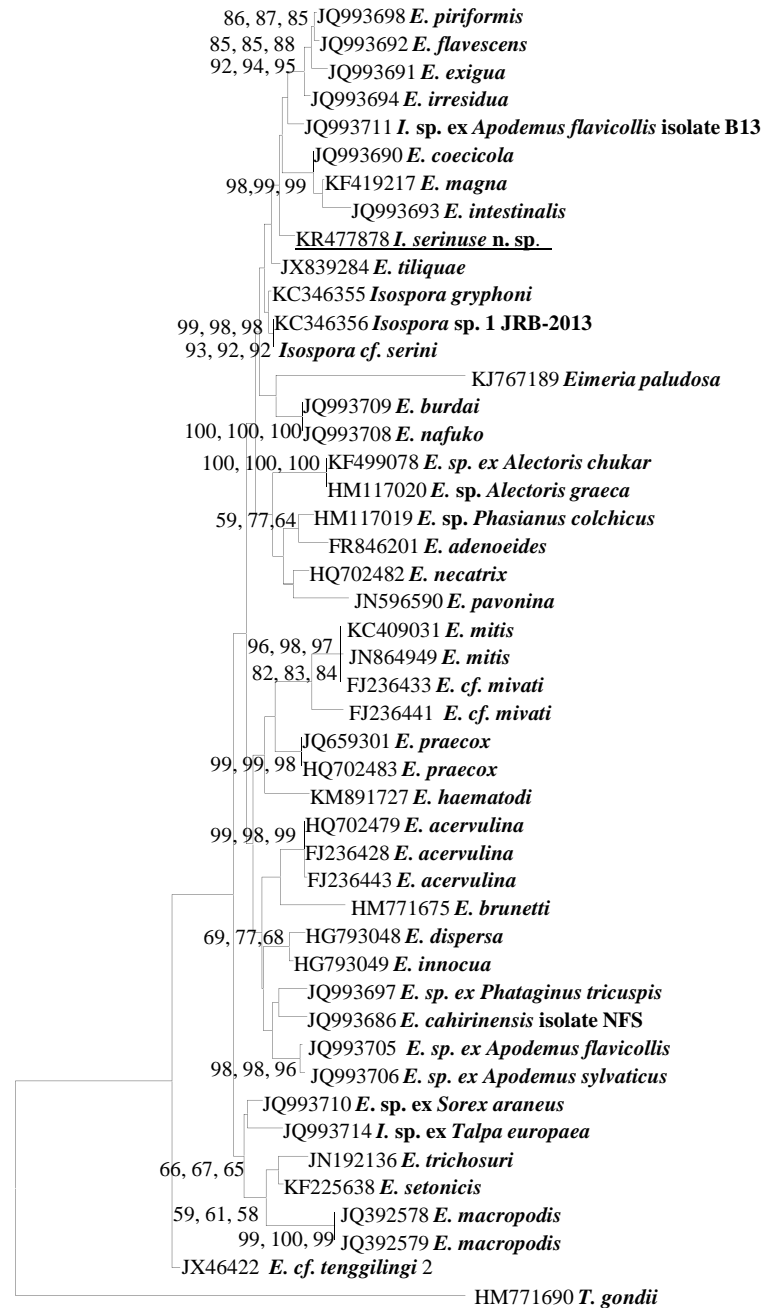 86, 87, 85 JQ993698 E. piriformis
85, 85, 88 JQ993692 E. flavescens
92, 94, 95 JQ993691 E. exigua
JQ993694 E. irresidua
JQ993711 I. sp. ex Apodemus flavicollis isolate B13
JQ993690 E. coecicola
98,99, 99 KF419217 E. magna
JQ993693 E. intestinalis
KR477878 I. serinuse n. sp.
JX839284 E. tiliquae
KC346355 Isospora gryphoni
99, 98, 98 KC346356 Isospora sp. 1 JRB-2013
93, 92, 92 Isospora cf. serini
KJ767189 Eimeria paludosa
JQ993709 E. burdai
100, 100, 100 JQ993708 E. nafuko
100, 100, 100 KF499078 E. sp. ex Alectoris chukar
HM117020 E. sp. Alectoris graeca
59, 77,64 HM117019 E. sp. Phasianus colchicus
FR846201 E. adenoeides
HQ702482 E. necatrix
JN596590 E. pavonina
KC409031 E. mitis
96, 98, 97 JN864949 E. mitis
82, 83, 84 FJ236433 E. cf. mivati
FJ236441 E. cf. mivati
JQ659301 E. praecox
99, 99, 98 HQ702483 E. praecox
KM891727 E. haematodi
99, 98, 99 HQ702479 E. acervulina
FJ236428 E. acervulina
FJ236443 E. acervulina
HM771675 E. brunetti
69, 77,68 HG793048 E. dispersa
HG793049 E. innocua
JQ993697 E. sp. ex Phataginus tricuspis
JQ993686 E. cahirinensis isolate NFS
JQ993705 E. sp. ex Apodemus flavicollis
98, 98, 96 JQ993706 E. sp. ex Apodemus sylvaticus
JQ993710 E. sp. ex Sorex araneus
JQ993714 I. sp. ex Talpa europaea
66, 67, 65 JN192136 E. trichosuri
KF225638 E. setonicis
59, 61, 58 JQ392578 E. macropodis
99, 100, 99 JQ392579 E. macropodis
JX46422 E. cf. tenggilingi 2
HM771690 T. gondii